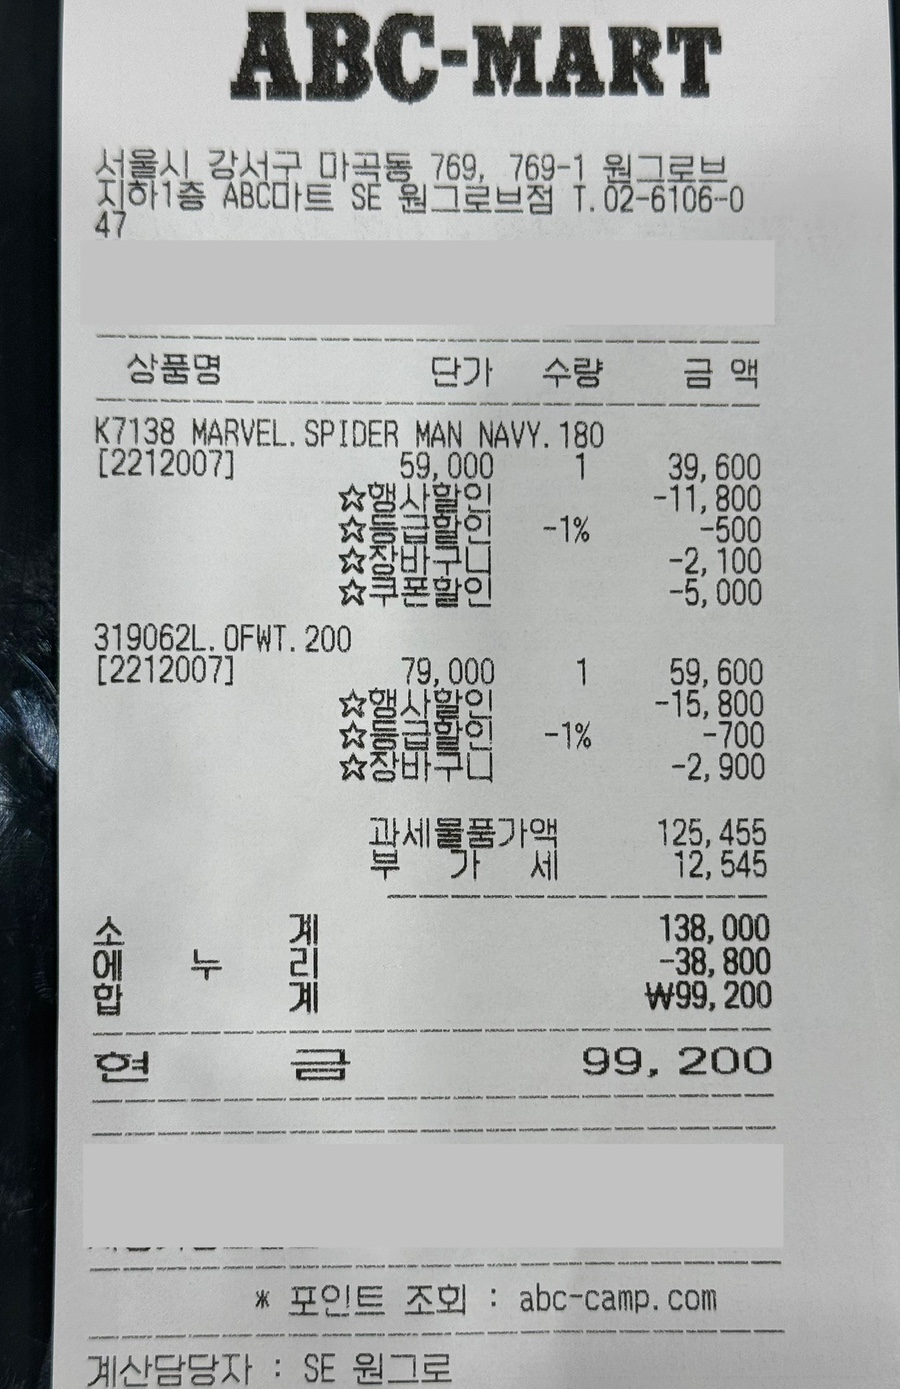 ABC-MART
서울시 강서구 마곡동 769, 769-1 원그로브
지하1층 ABC마트 SE 원그로브점 T.02-6106-0
47
상품명 단가 수량 금 액
K7138 MARVEL.SPIDER MAN NAVY.180
[2212007] 59,000 1 39,600
☆행사할인 -11,800
☆등급할인 -1% -500
☆장바구니 -2,100
☆쿠폰할인 -5,000
319062L.OFWT.200
[2212007] 79,000 1 59,600
☆행사할인 -15,800
☆등급할인 -1% -700
☆장바구니 -2,900
과세물품가액 125,455
부 가 세 12,545
소 계 138,000
에 누 리 -38,800
합 계 ₩99,200
현 금 99,200
* 포인트 조회 : abc-camp.com
계산담당자 : SE 원그로